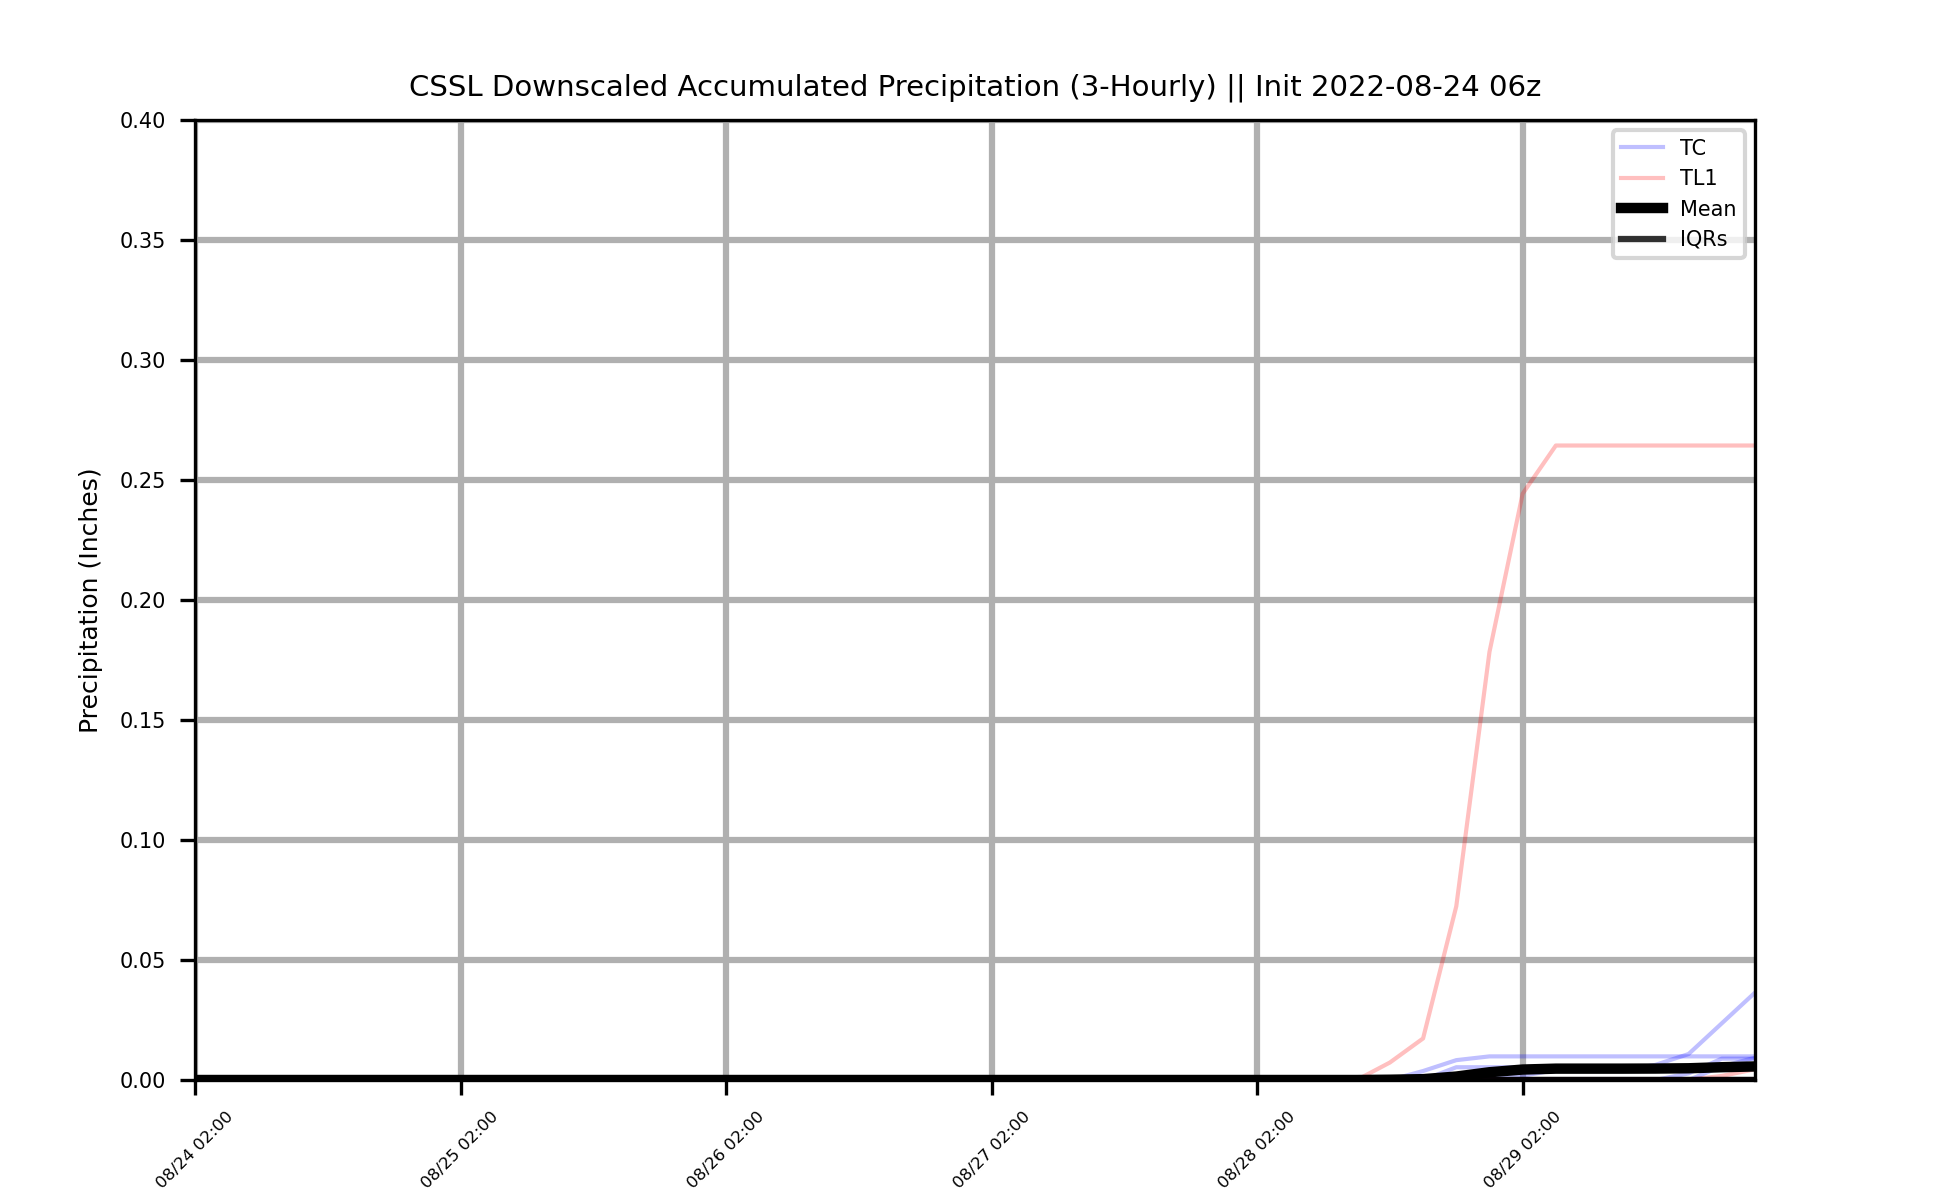 CSSL Downscaled Accumulated Precipitation (3-Hourly) || Init 2022-08-24 06z
0.40
0.35
0.30
0.25
0.20
0.15
0.10
0.05
0.00
Precipitation (Inches)
TC
TL1
Mean
IQRs
08/24 02:00
08/25 02:00
08/26 02:00
08/27 02:00
08/28 02:00
08/29 02:00